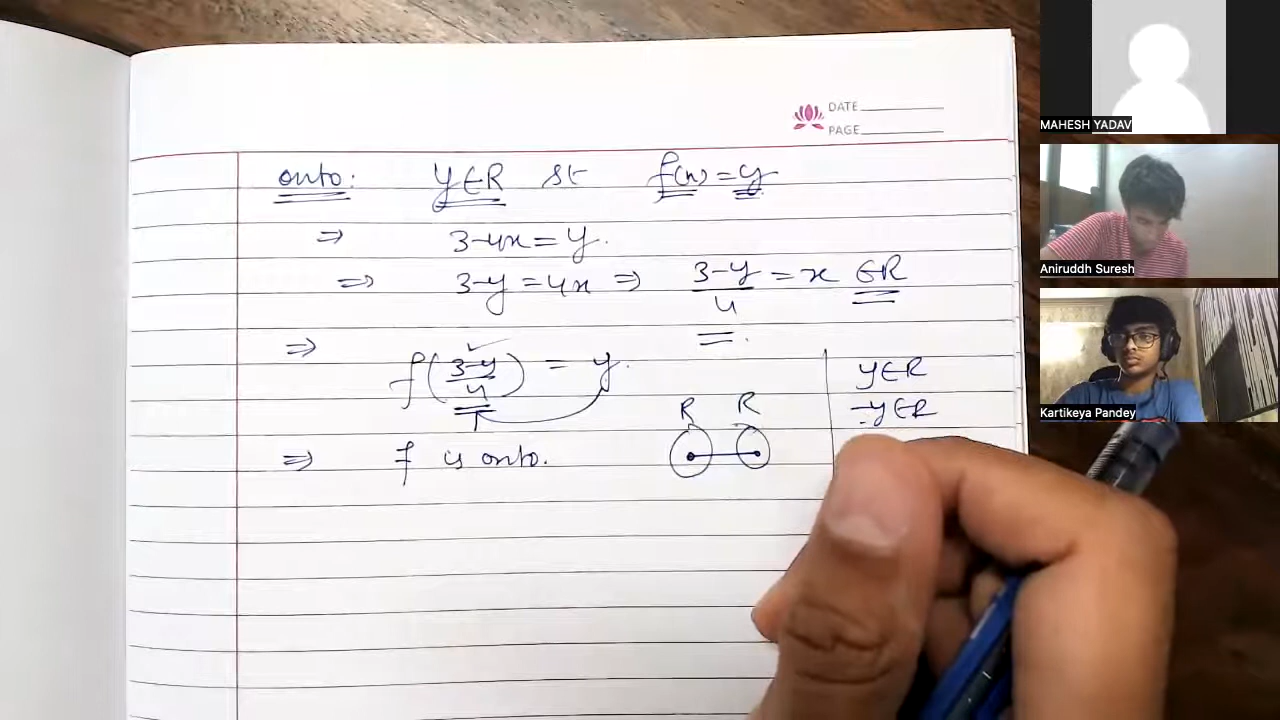 DATE
PAGE
onto: y∈R st f(x)=y
⇒ 3-4x=y.
⇒ 3-y=4x ⇒ (3-y)/4 = x ∈R
⇒ f((3-y)/4) = y.
⇒ f is onto.
R R
y∈R
-y∈R
MAHESH YADAV
Aniruddh Suresh
Kartikeya Pandey